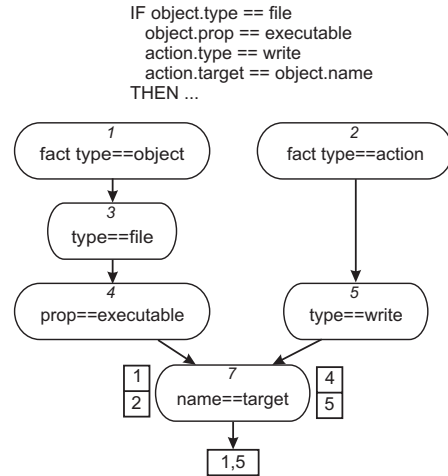 IF object.type == file
object.prop == executable
action.type == write
action.target == object.name
THEN ...
1
fact type==object
2
fact type==action
3
type==file
4
prop==executable
5
type==write
1
2
7
name==target
4
5
1,5